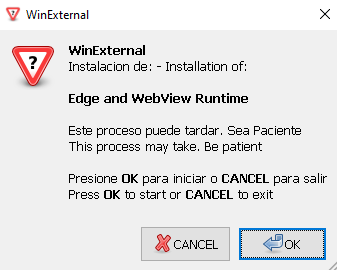 WinExternal
WinExternal
Instalacion de: - Installation of:
Edge and WebView Runtime
Este proceso puede tardar. Sea Paciente
This process may take. Be patient
Presione OK para iniciar o CANCEL para salir
Press OK to start or CANCEL to exit
CANCEL
OK